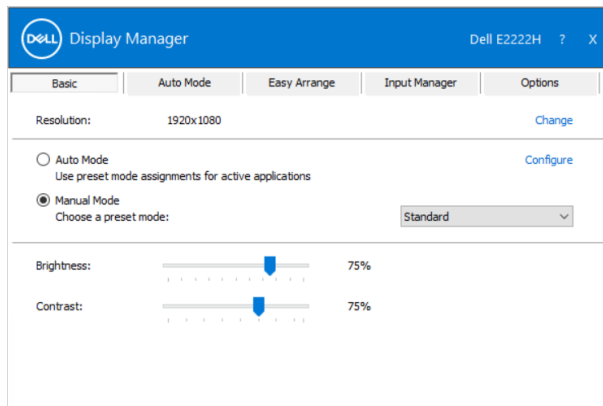 DELL Display Manager Dell E2222H ? X
Basic Auto Mode Easy Arrange Input Manager Options
Resolution: 1920x1080 Change
Auto Mode Configure
Use preset mode assignments for active applications
Manual Mode
Choose a preset mode: Standard
Brightness: 75%
Contrast: 75%